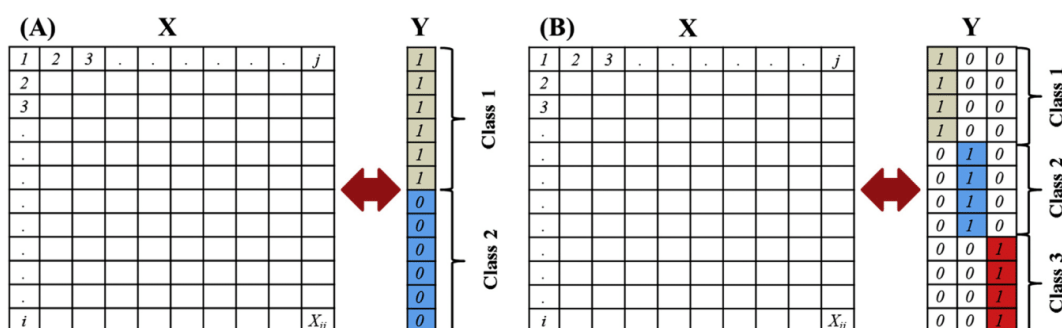 (A) X Y
1 2 3 . . . . . . j
2
3
.
.
.
.
.
.
.
.
i X_ij
1
1
1
1
1
1
0
0
0
0
0
0
Class 1
Class 2
(B) X Y
1 2 3 . . . . . . j
2
3
.
.
.
.
.
.
.
.
i X_ij
1 0 0
1 0 0
1 0 0
1 0 0
0 1 0
0 1 0
0 1 0
0 1 0
0 0 1
0 0 1
0 0 1
0 0 1
Class 1
Class 2
Class 3